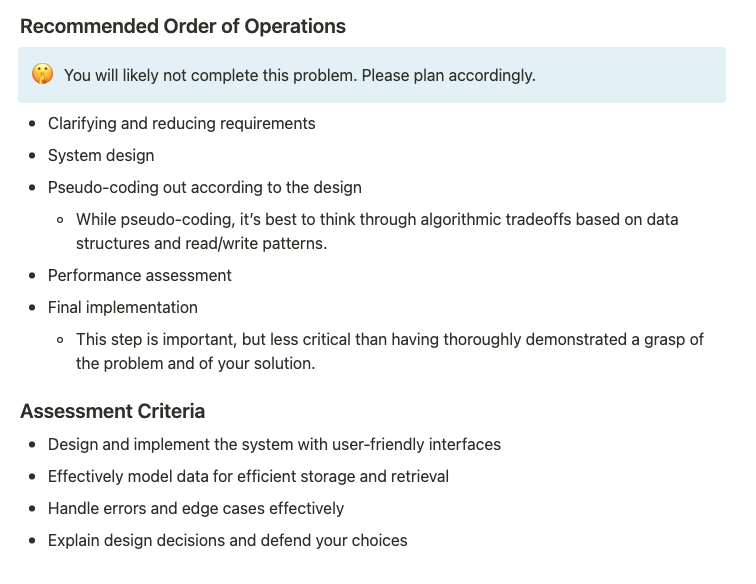 Recommended Order of Operations
You will likely not complete this problem. Please plan accordingly.
• Clarifying and reducing requirements
• System design
• Pseudo-coding out according to the design
◦ While pseudo-coding, it’s best to think through algorithmic tradeoffs based on data
structures and read/write patterns.
• Performance assessment
• Final implementation
◦ This step is important, but less critical than having thoroughly demonstrated a grasp of
the problem and of your solution.
Assessment Criteria
• Design and implement the system with user-friendly interfaces
• Effectively model data for efficient storage and retrieval
• Handle errors and edge cases effectively
• Explain design decisions and defend your choices